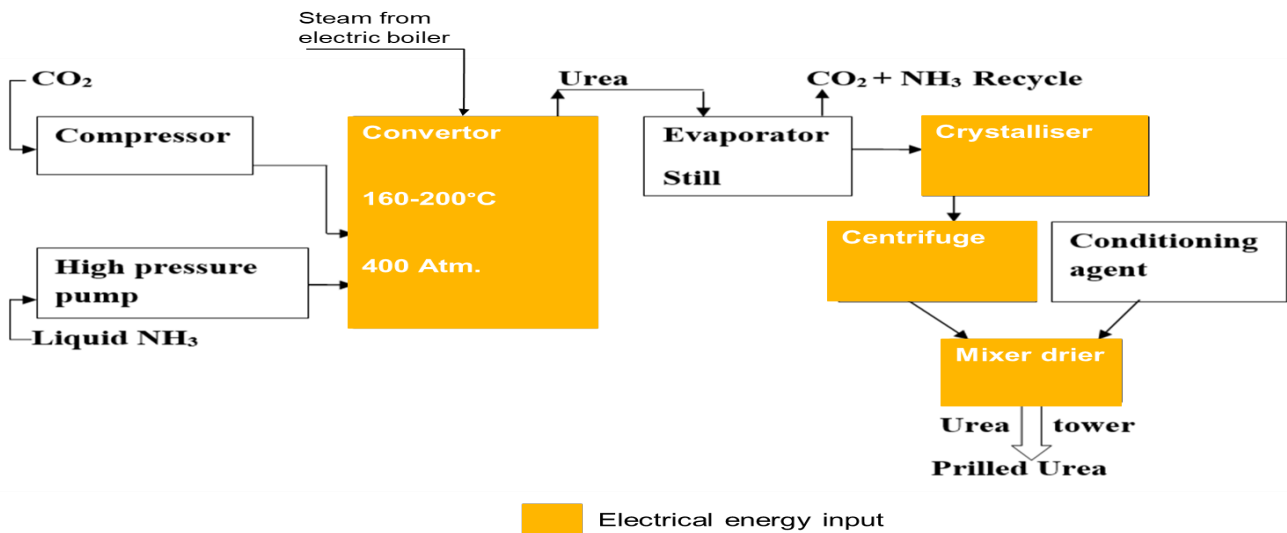 Steam from
electric boiler
CO₂
Compressor
High pressure
pump
Liquid NH₃
Convertor
160-200°C
400 Atm.
Urea
CO₂ + NH₃ Recycle
Evaporator
Still
Crystalliser
Centrifuge
Conditioning
agent
Mixer drier
Urea tower
Prilled Urea
Electrical energy input